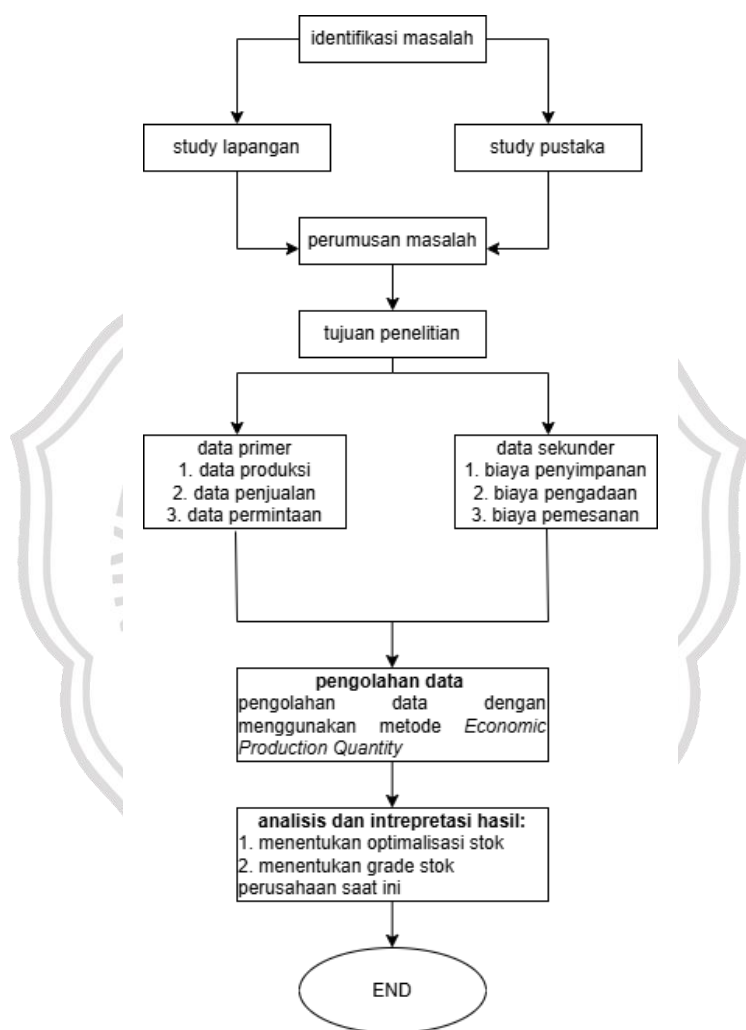 identifikasi masalah
study lapangan
study pustaka
perumusan masalah
tujuan penelitian
data primer
1. data produksi
2. data penjualan
3. data permintaan
data sekunder
1. biaya penyimpanan
2. biaya pengadaan
3. biaya pemesanan
pengolahan data
pengolahan data dengan
menggunakan metode Economic
Production Quantity
analisis dan intrepretasi hasil:
1. menentukan optimalisasi stok
2. menentukan grade stok
perusahaan saat ini
END